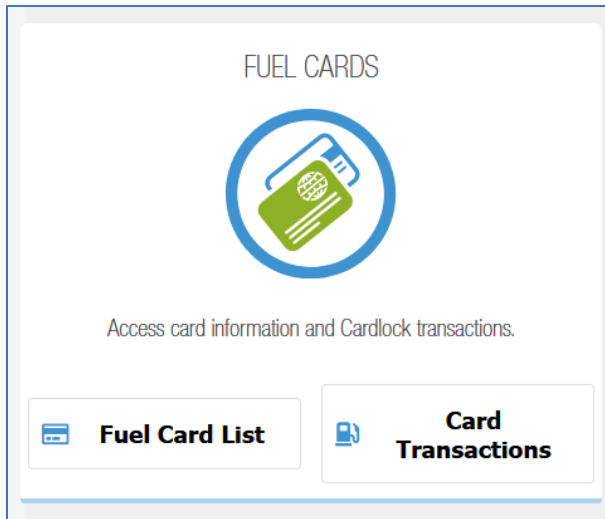 FUEL CARDS
Access card information and Cardlock transactions.
Fuel Card List
Card
Transactions